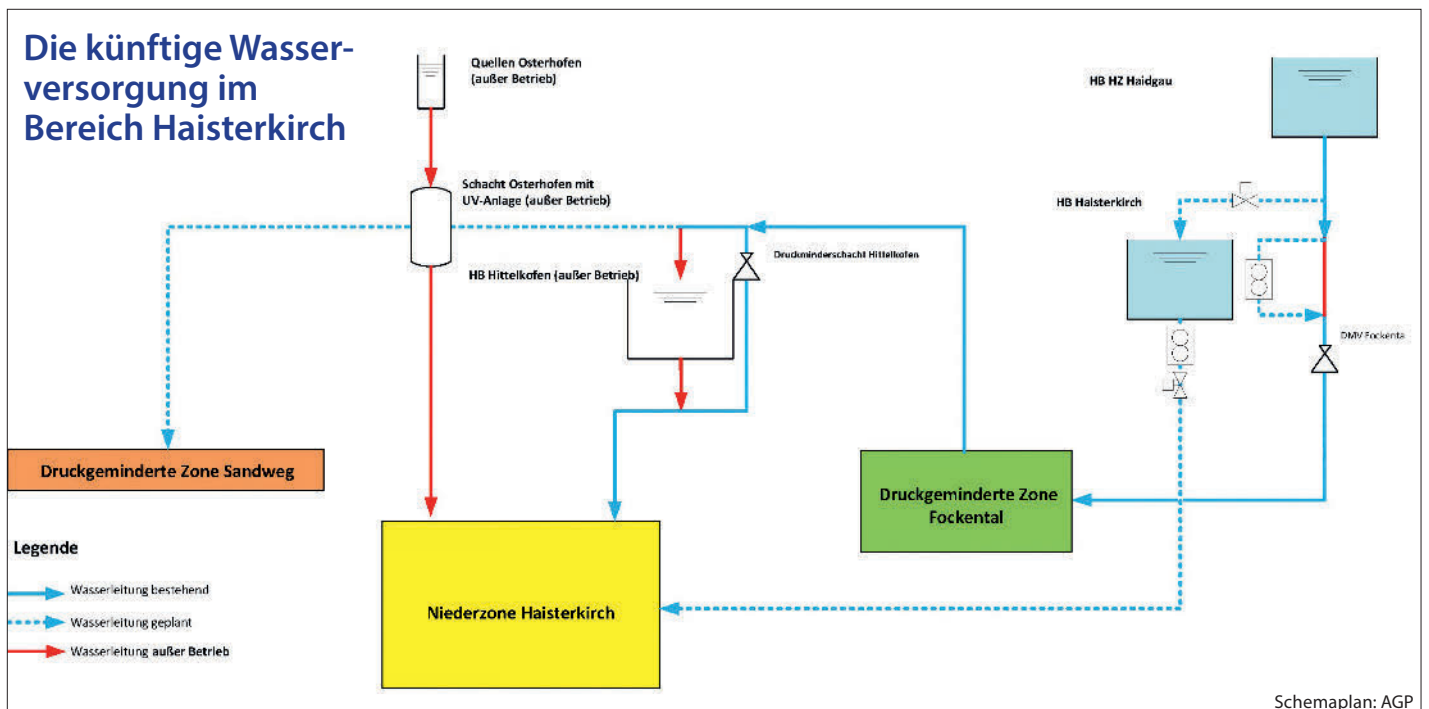 Die künftige Wasser-
versorgung im
Bereich Haisterkirch
Quellen Osterhofen
(außer Betrieb)
HB HZ Haidgau
Schacht Osterhofen mit
UV-Anlage (außer Betrieb)
HB Haisterkirch
Druckminderschacht Hittelkofen
HB Hittelkofen (außer Betrieb)
DMV Fockental
Druckgeminderte Zone Sandweg
Druckgeminderte Zone
Fockental
Legende
Wasserleitung bestehend
Wasserleitung geplant
Wasserleitung außer Betrieb
Niederzone Haisterkirch
Schemaplan: AGP